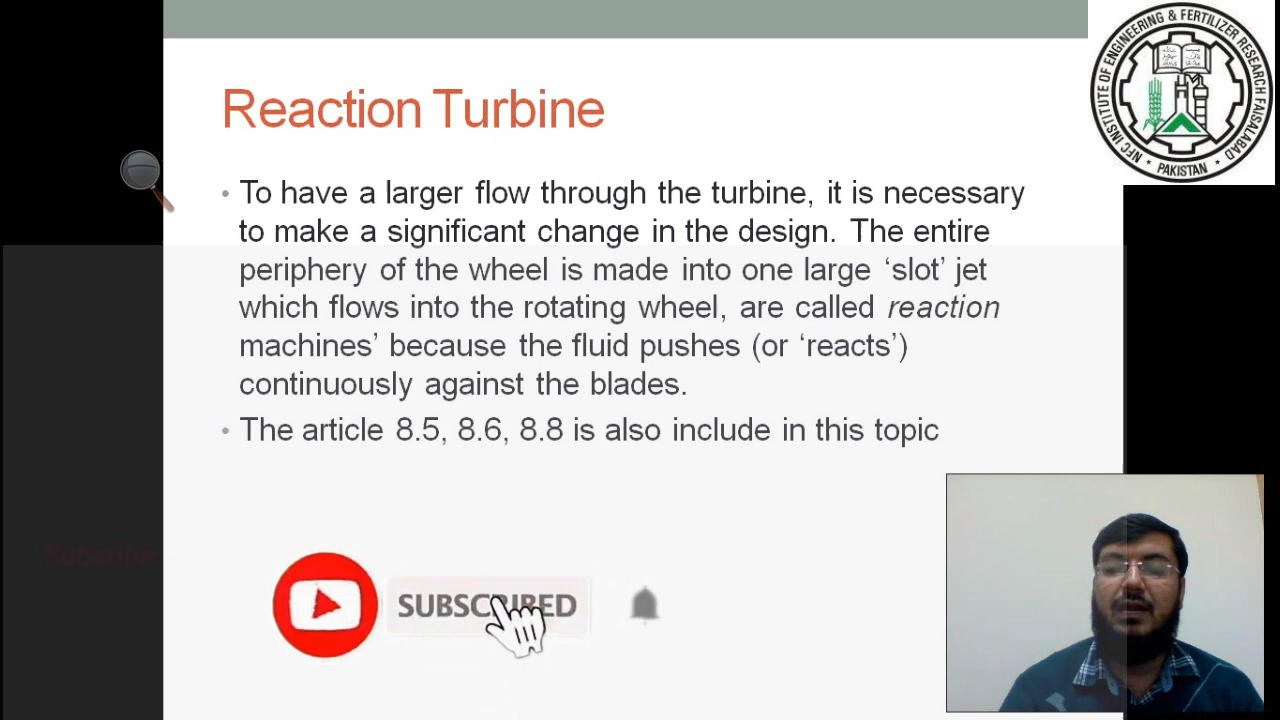 NFC INSTITUTE OF ENGINEERING & FERTILIZER RESEARCH FAISALABAD
• PAKISTAN •
Reaction Turbine
• To have a larger flow through the turbine, it is necessary
to make a significant change in the design. The entire
periphery of the wheel is made into one large ‘slot’ jet
which flows into the rotating wheel, are called reaction
machines’ because the fluid pushes (or ‘reacts’)
continuously against the blades.
• The article 8.5, 8.6, 8.8 is also include in this topic
SUBSCRIBED